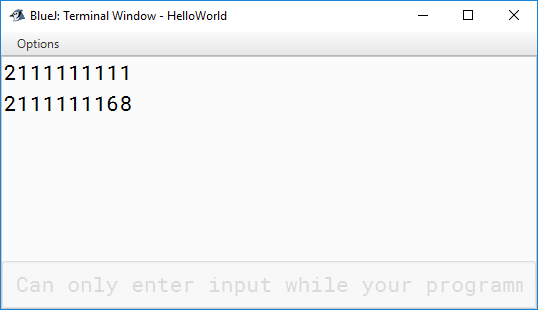 BlueJ: Terminal Window - HelloWorld
Options
2111111111
2111111168
Can only enter input while your programm